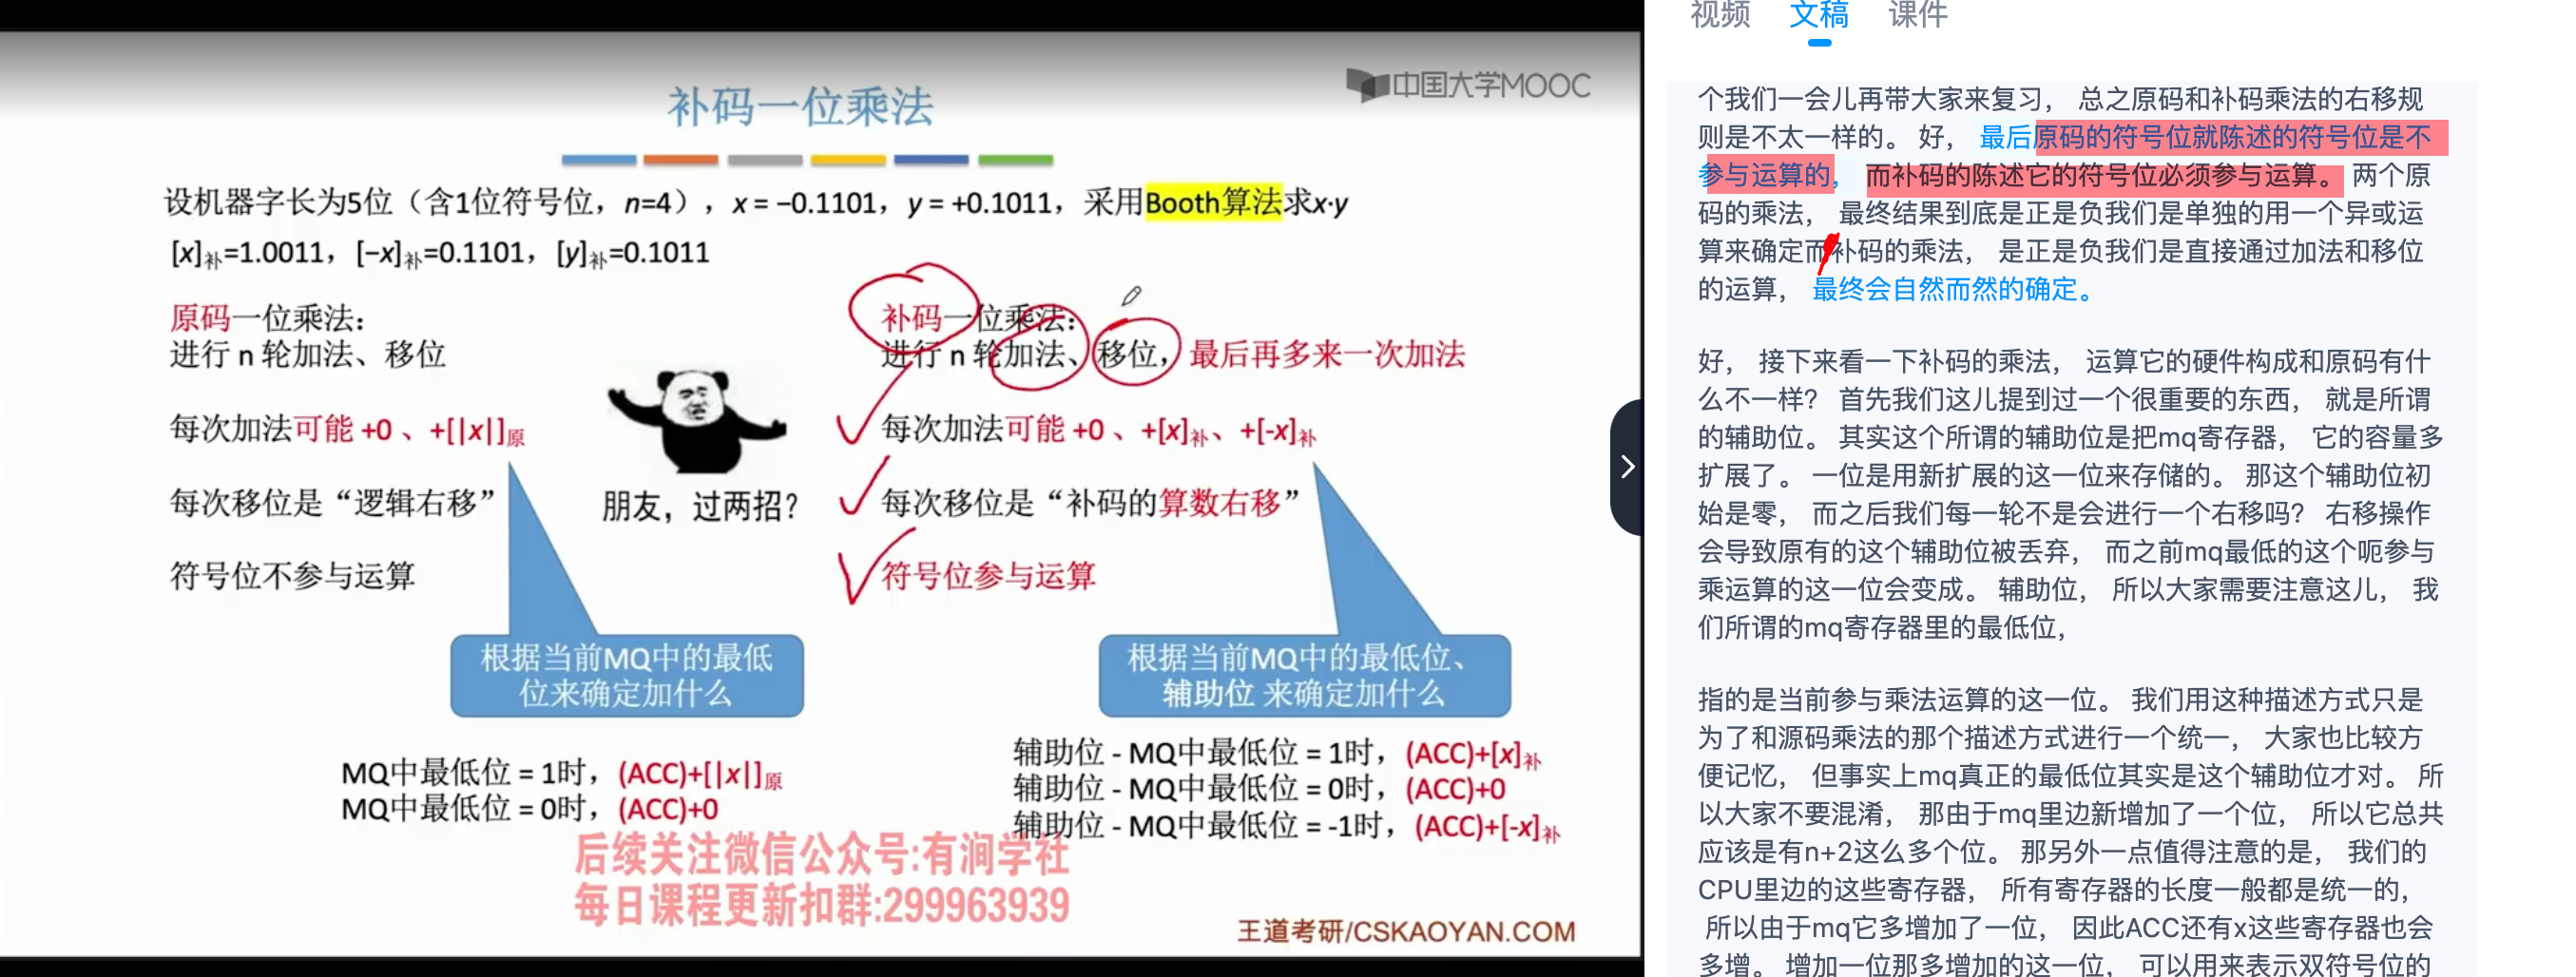 中国大学MOOC
补码一位乘法
设机器字长为5位（含1位符号位，n=4），x = −0.1101，y = +0.1011，采用Booth算法求x·y
[x]补=1.0011，[−x]补=0.1101，[y]补=0.1011
原码一位乘法：
进行 n 轮加法、移位
每次加法可能 +0 、+[|x|]原
每次移位是“逻辑右移”
符号位不参与运算
朋友，过两招？
补码一位乘法：
进行 n 轮加法、移位，最后再多来一次加法
每次加法可能 +0 、+[x]补、+[-x]补
每次移位是“补码的算数右移”
符号位参与运算
根据当前MQ中的最低
位来确定加什么
根据当前MQ中的最低位、
辅助位 来确定加什么
MQ中最低位 = 1时，(ACC)+[|x|]原
MQ中最低位 = 0时，(ACC)+0
辅助位 - MQ中最低位 = 1时，(ACC)+[x]补
辅助位 - MQ中最低位 = 0时，(ACC)+0
辅助位 - MQ中最低位 = -1时，(ACC)+[-x]补
后续关注微信公众号:有涧学社
每日课程更新扣群:299963939
王道考研/CSKAOYAN.COM
视频 文稿 课件
个我们一会儿再带大家来复习， 总之原码和补码乘法的右移规
则是不太一样的。 好， 最后原码的符号位就陈述的符号位是不
参与运算的， 而补码的陈述它的符号位必须参与运算。 两个原
码的乘法， 最终结果到底是正是负我们是单独的用一个异或运
算来确定而补码的乘法， 是正是负我们是直接通过加法和移位
的运算， 最终会自然而然的确定。
好， 接下来看一下补码的乘法， 运算它的硬件构成和原码有什
么不一样？ 首先我们这儿提到过一个很重要的东西， 就是所谓
的辅助位。 其实这个所谓的辅助位是把mq寄存器， 它的容量多
扩展了。 一位是用新扩展的这一位来存储的。 那这个辅助位初
始是零， 而之后我们每一轮不是会进行一个右移吗？ 右移操作
会导致原有的这个辅助位被丢弃， 而之前mq最低的这个呃参与
乘运算的这一位会变成。 辅助位， 所以大家需要注意这儿， 我
们所谓的mq寄存器里的最低位，
指的是当前参与乘法运算的这一位。 我们用这种描述方式只是
为了和源码乘法的那个描述方式进行一个统一， 大家也比较方
便记忆， 但事实上mq真正的最低位其实是这个辅助位才对。 所
以大家不要混淆， 那由于mq里边新增加了一个位， 所以它总共
应该是有n+2这么多个位。 那另外一点值得注意的是， 我们的
CPU里边的这些寄存器， 所有寄存器的长度一般都是统一的，
所以由于mq它多增加了一位， 因此ACC还有x这些寄存器也会
多增。 增加一位那多增加的这一位， 可以用来表示双符号位的